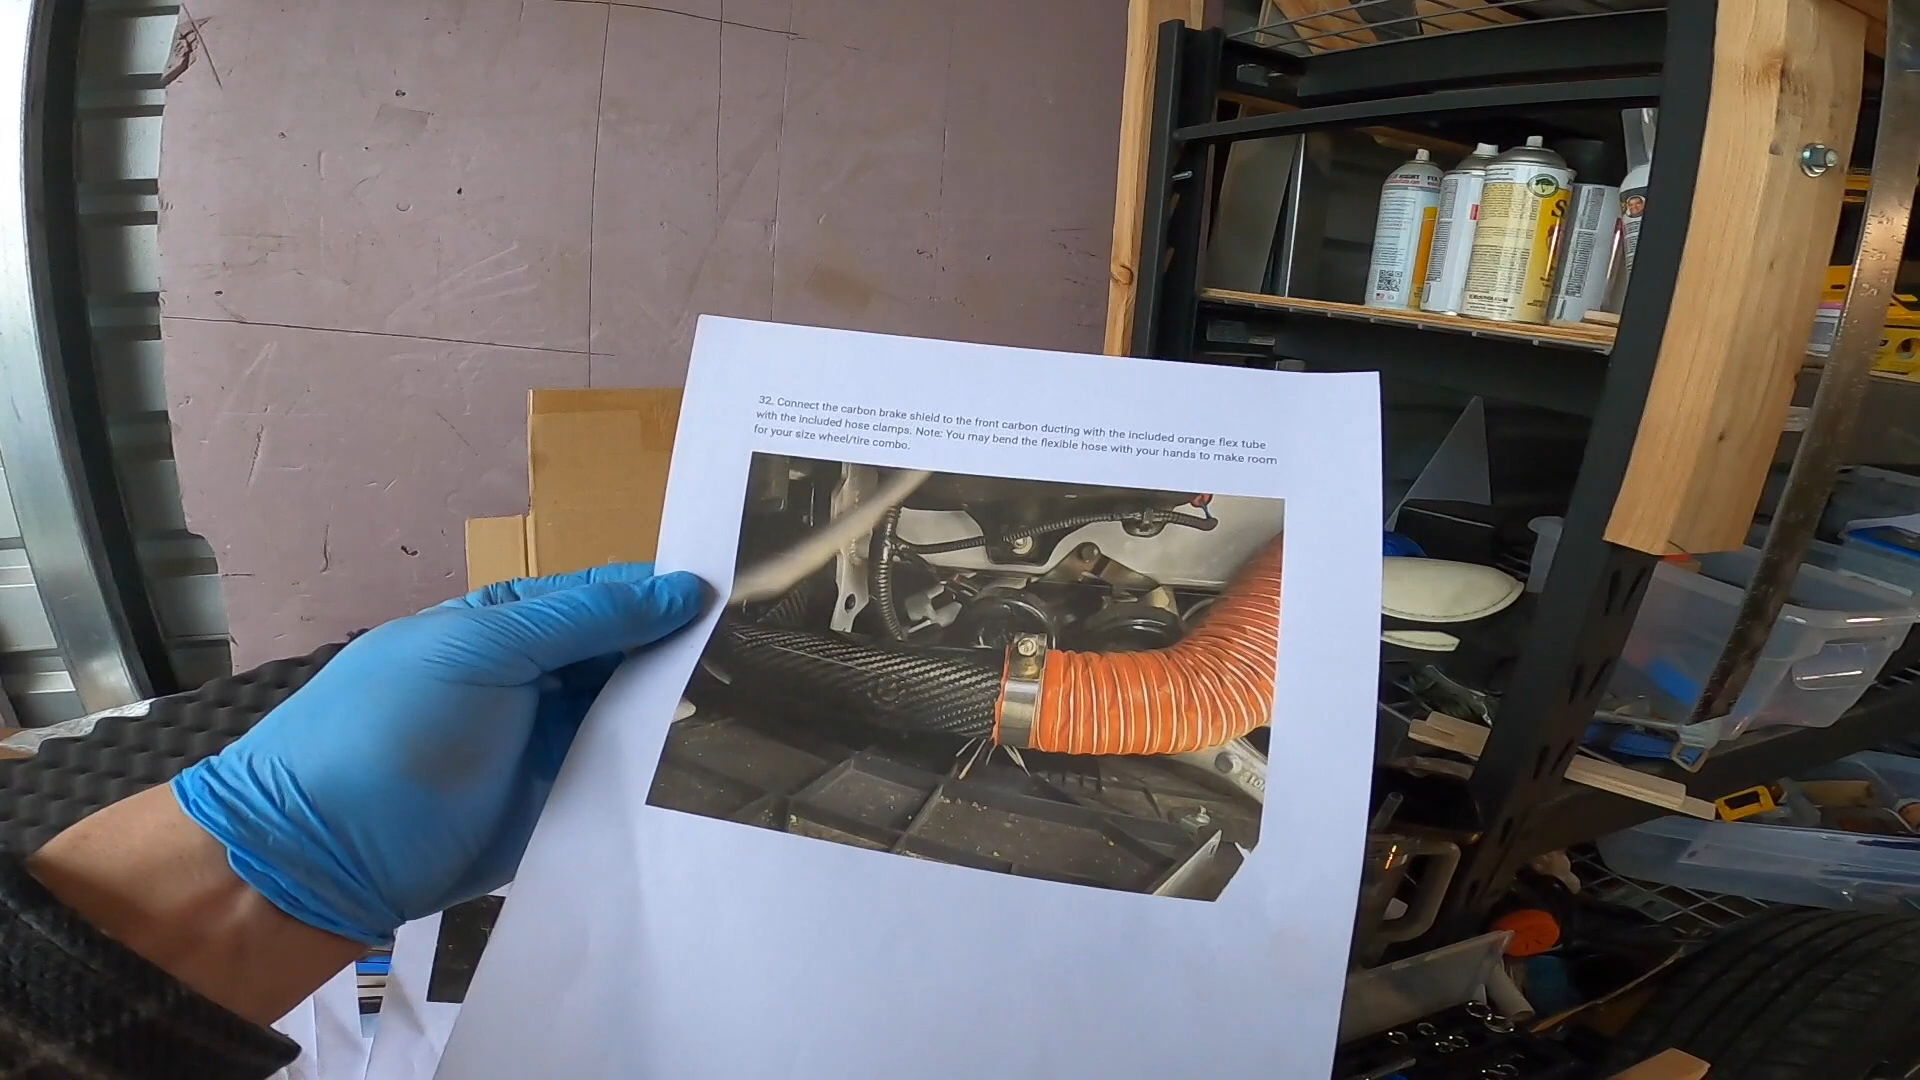 32. Connect the carbon brake shield to the front carbon ducting with the included orange flex tube
with the included hose clamps. Note: You may bend the flexible hose with your hands to make room
for your size wheel/tire combo.